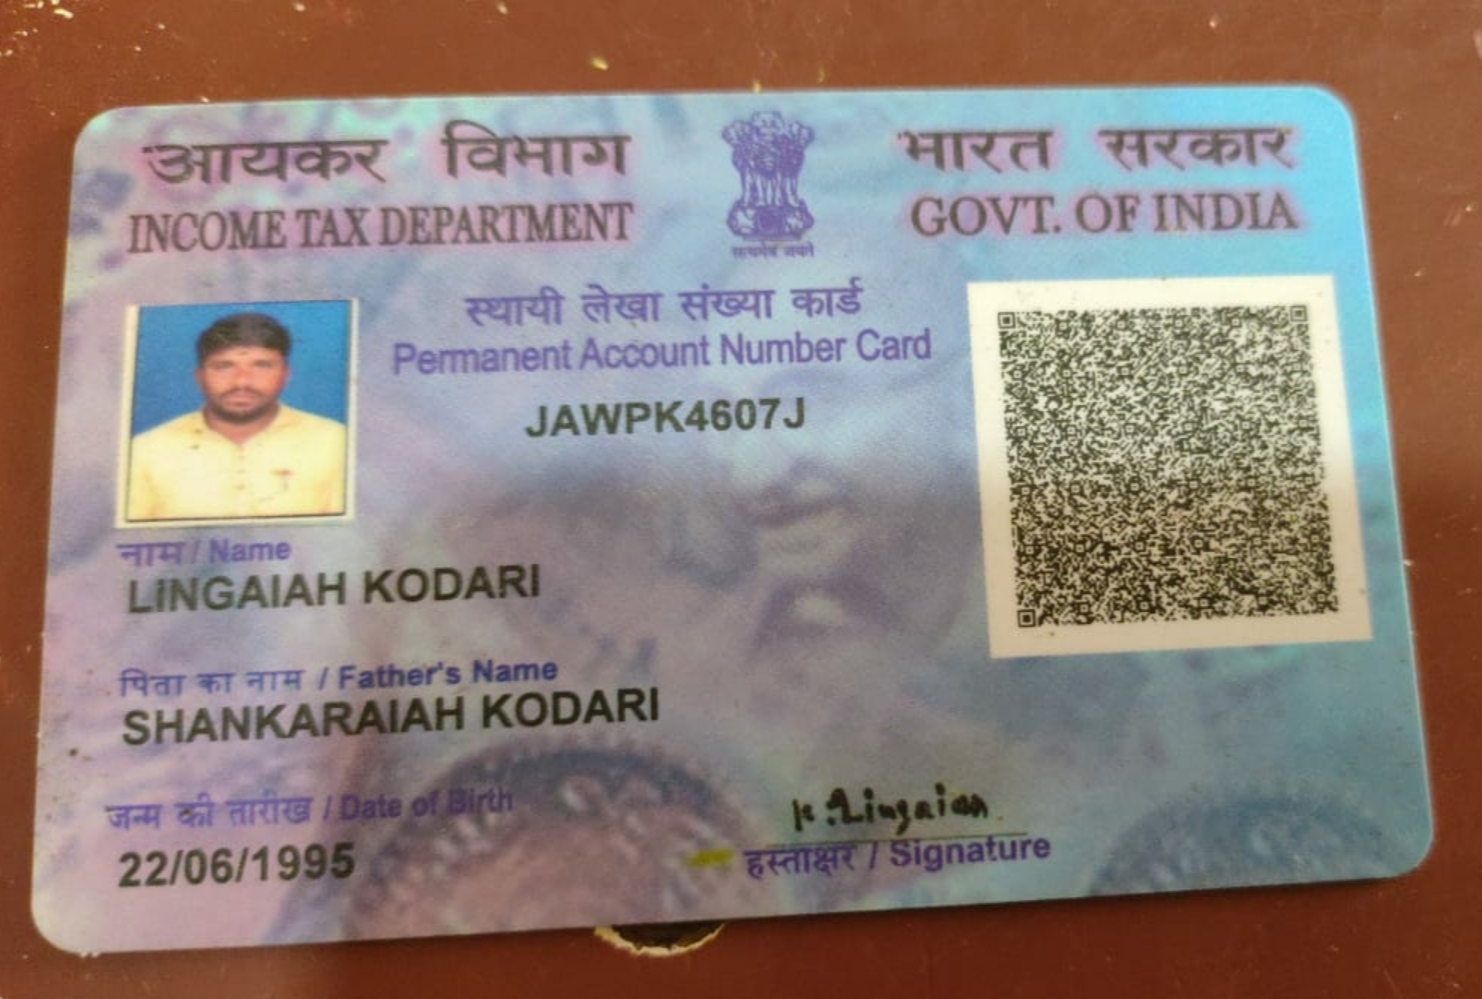 आयकर विभाग
INCOME TAX DEPARTMENT
सत्यमेव जयते
भारत सरकार
GOVT. OF INDIA
स्थायी लेखा संख्या कार्ड
Permanent Account Number Card
JAWPK4607J
नाम / Name
LINGAIAH KODARI
पिता का नाम / Father's Name
SHANKARAIAH KODARI
जन्म की तारीख / Date of Birth
22/06/1995
K. Lingaiah
हस्ताक्षर / Signature